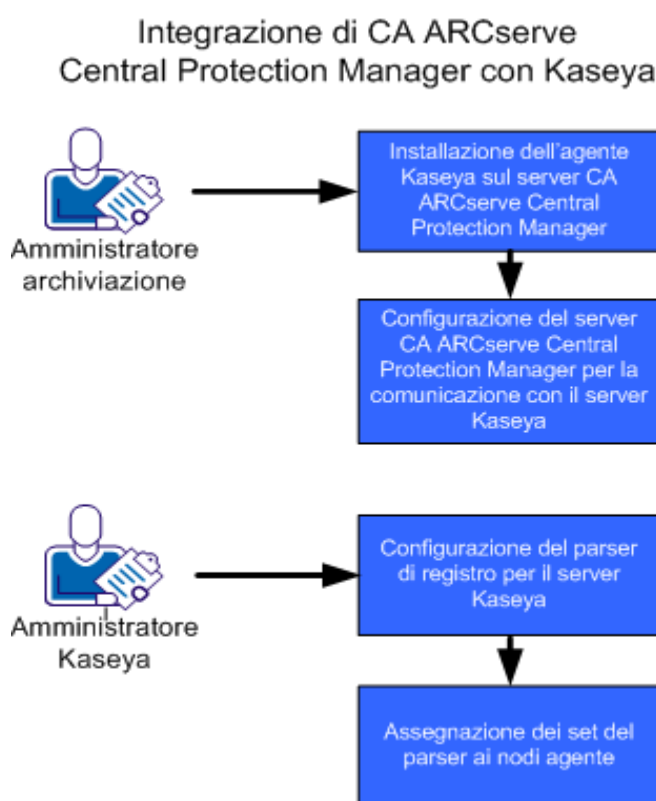 Integrazione di CA ARCserve
Central Protection Manager con Kaseya
Amministratore
archiviazione
Installazione dell'agente
Kaseya sul server CA
ARCserve Central
Protection Manager
Configurazione del server
CA ARCserve Central
Protection Manager per la
comunicazione con il server
Kaseya
Amministratore
Kaseya
Configurazione del parser
di registro per il server
Kaseya
Assegnazione dei set del
parser ai nodi agente